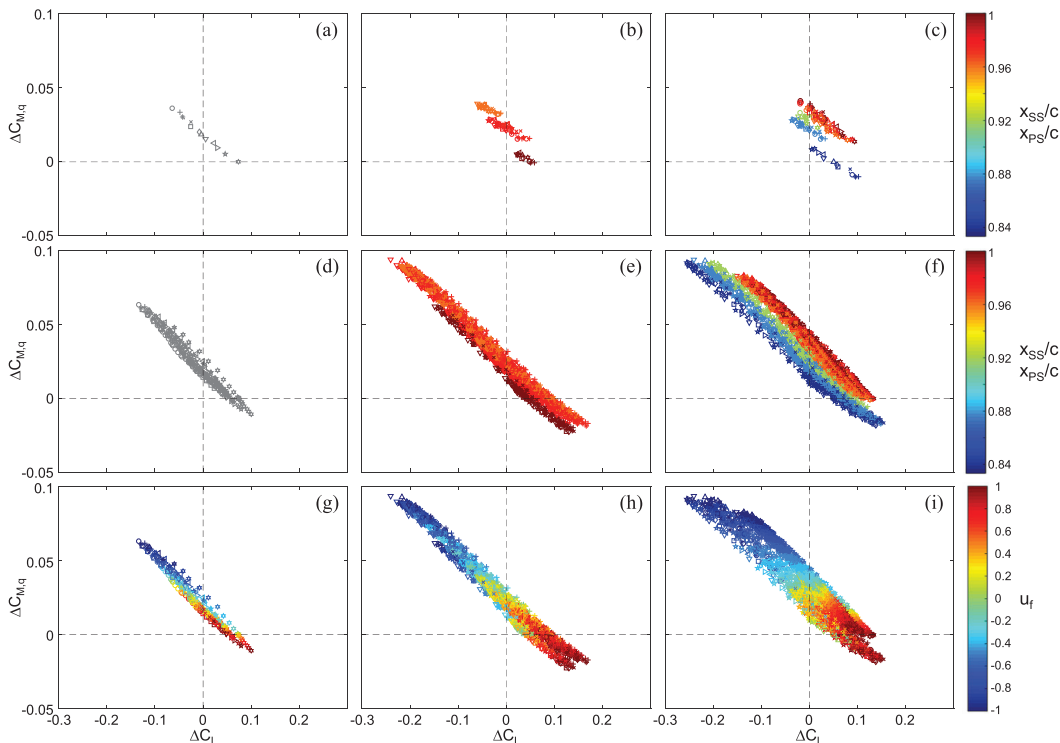 (a) (b) (c)
0.1 0.05 0 -0.05
ΔC_M,q
1 0.96 0.92 0.88 0.84
x_SS/c
x_PS/c
(d) (e) (f)
0.1 0.05 0 -0.05
ΔC_M,q
1 0.96 0.92 0.88 0.84
x_SS/c
x_PS/c
(g) (h) (i)
0.1 0.05 0 -0.05
ΔC_M,q
1 0.8 0.6 0.4 0.2 0 -0.2 -0.4 -0.6 -0.8 -1
u_f
-0.3 -0.2 -0.1 0 0.1 0.2 -0.2 -0.1 0 0.1 0.2 -0.2 -0.1 0 0.1 0.2 0.3
ΔC_L ΔC_L ΔC_L